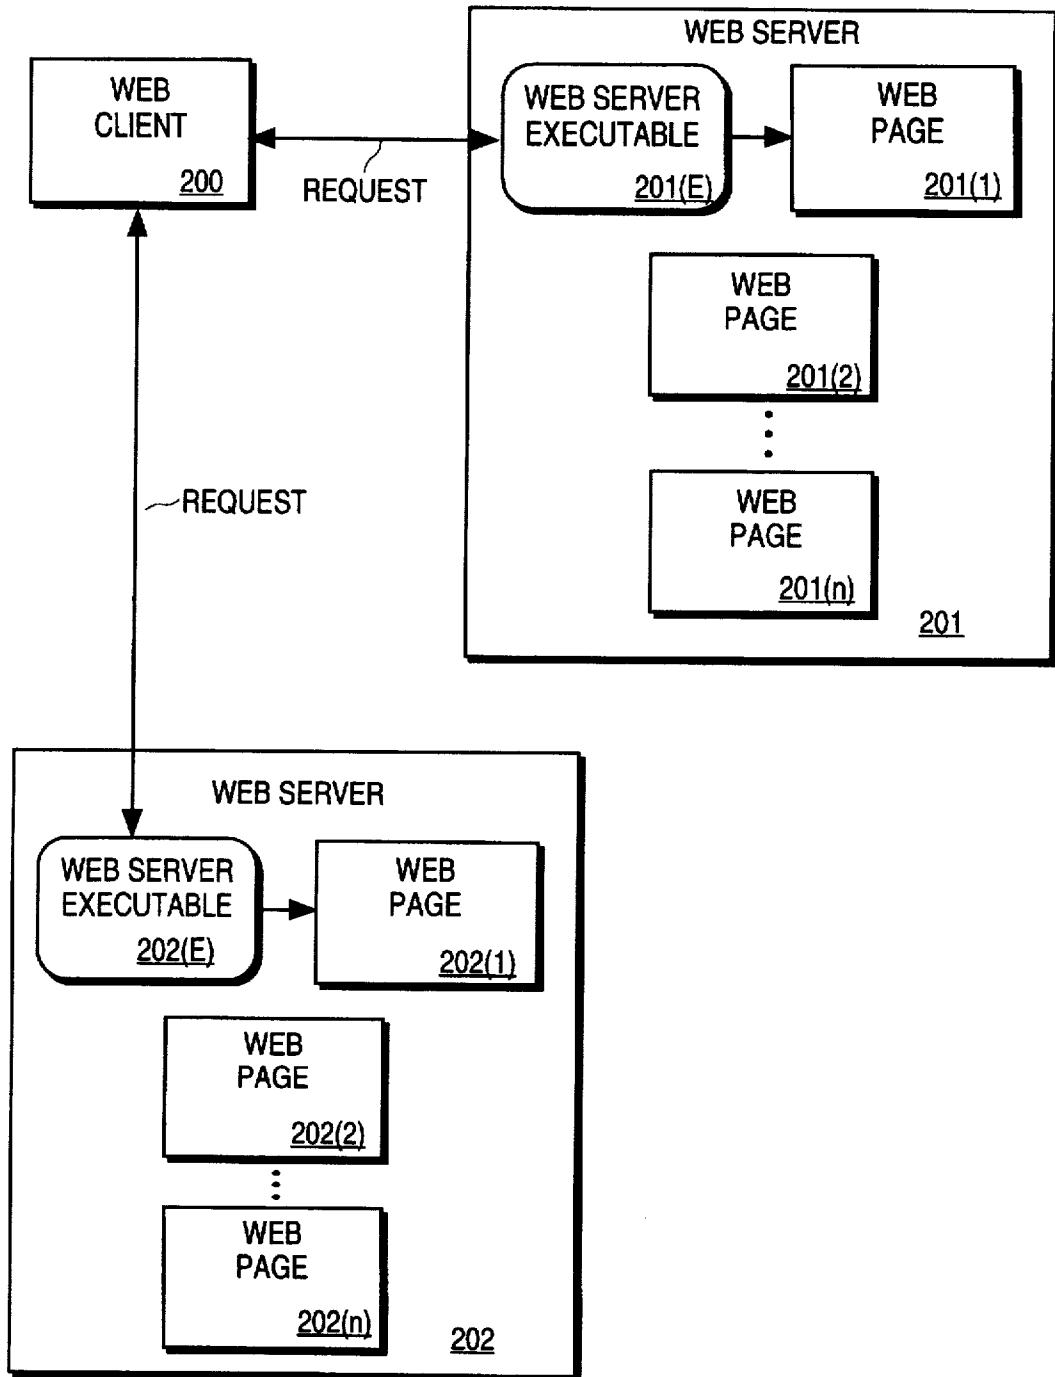 WEB SERVER
WEB
CLIENT
200
REQUEST
WEB SERVER
EXECUTABLE
201(E)
WEB
PAGE
201(1)
WEB
PAGE
201(2)
WEB
PAGE
201(n)
201
REQUEST
WEB SERVER
WEB SERVER
EXECUTABLE
202(E)
WEB
PAGE
202(1)
WEB
PAGE
202(2)
WEB
PAGE
202(n)
202